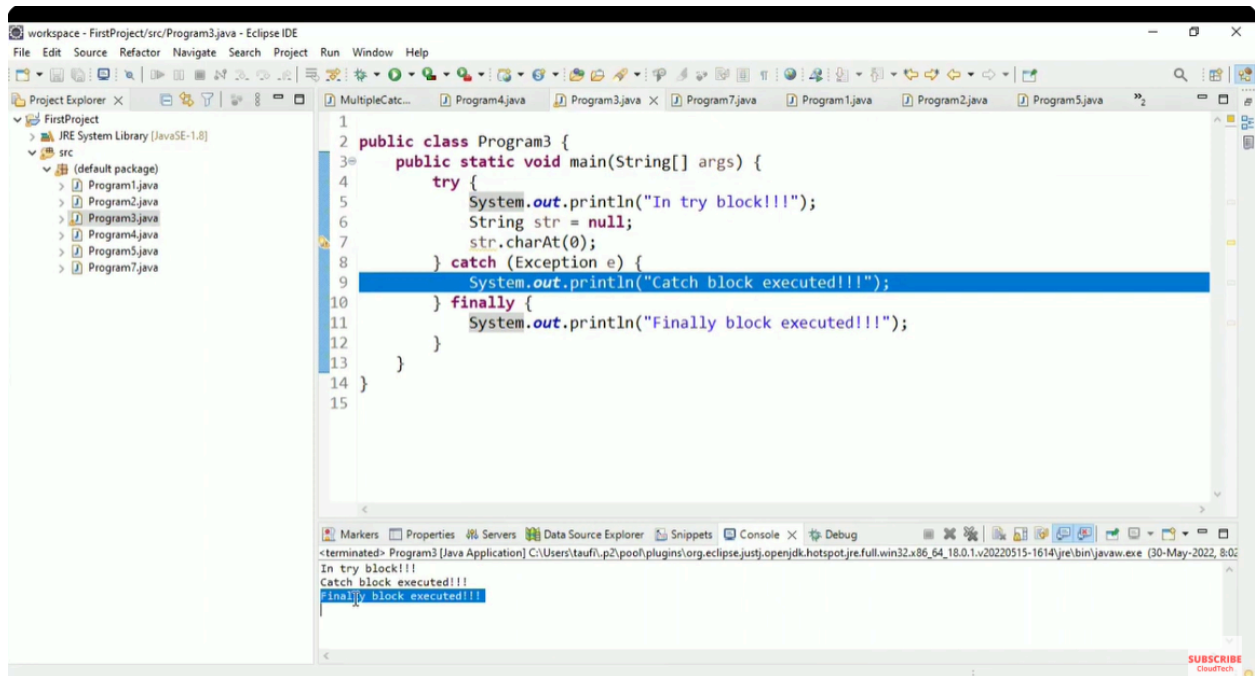 workspace - FirstProject/src/Program3.java - Eclipse IDE
File Edit Source Refactor Navigate Search Project Run Window Help
Project Explorer
MultipleCatc... Program4.java Program3.java Program7.java Program1.java Program2.java Program5.java »2
FirstProject
JRE System Library [JavaSE-1.8]
src
(default package)
Program1.java
Program2.java
Program3.java
Program4.java
Program5.java
Program7.java
1
2 public class Program3 {
3 public static void main(String[] args) {
4 try {
5 System.out.println("In try block!!!");
6 String str = null;
7 str.charAt(0);
8 } catch (Exception e) {
9 System.out.println("Catch block executed!!!");
10 } finally {
11 System.out.println("Finally block executed!!!");
12 }
13 }
14 }
15
Markers Properties Servers Data Source Explorer Snippets Console Debug
<terminated> Program3 [Java Application] C:\Users\taufi\.p2\pool\plugins\org.eclipse.justj.openjdk.hotspot.jre.full.win32.x86_64_18.0.1.v20220515-1614\jre\bin\javaw.exe (30-May-2022, 8:02
In try block!!!
Catch block executed!!!
Finally block executed!!!
SUBSCRIBE
CloudTech